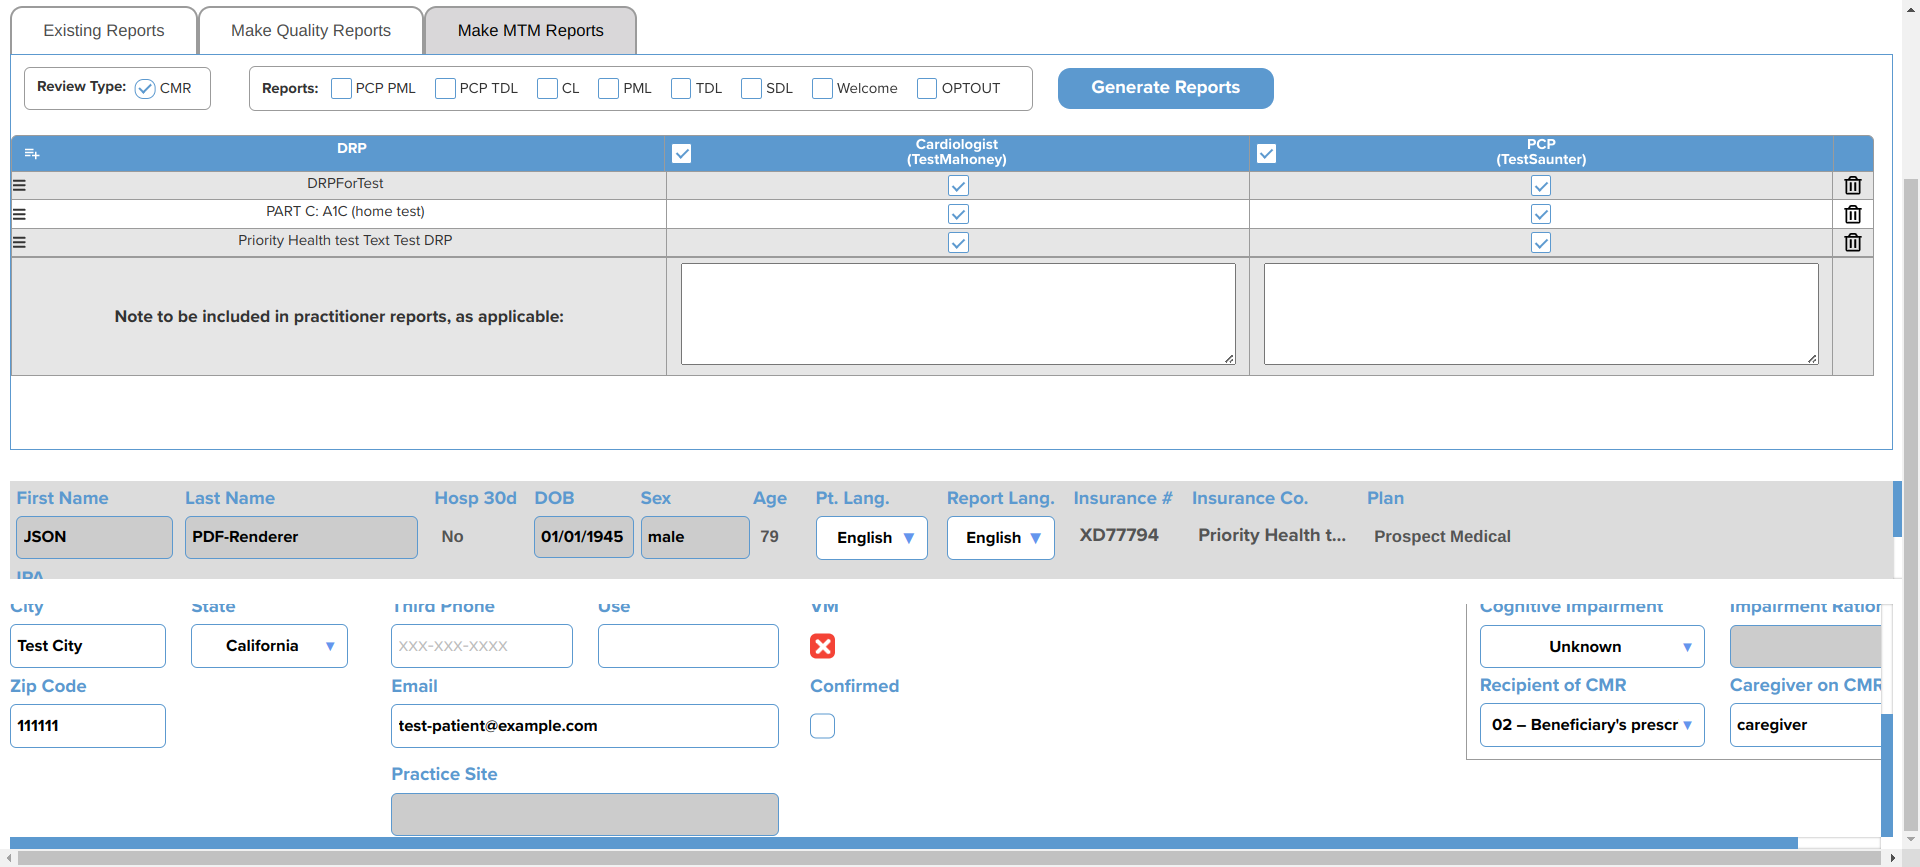 Existing Reports
Make Quality Reports
Make MTM Reports
Review Type: CMR
Reports: PCP PML PCP TDL CL PML TDL SDL Welcome OPTOUT
Generate Reports
DRP
Cardiologist
(TestMahoney)
PCP
(TestSaunter)
DRPForTest
PART C: A1C (home test)
Priority Health test Text Test DRP
Note to be included in practitioner reports, as applicable:
First Name Last Name Hosp 30d DOB Sex Age Pt. Lang. Report Lang. Insurance # Insurance Co. Plan
JSON PDF-Renderer No 01/01/1945 male 79 English English XD77794 Priority Health t... Prospect Medical
IPA
City State Third Phone Use VM Cognitive Impairment Impairment Ration
Test City California xxx-xxx-xxxx Unknown
Zip Code Email Confirmed Recipient of CMR Caregiver on CMR
111111 test-patient@example.com 02 – Beneficiary's prescr caregiver
Practice Site